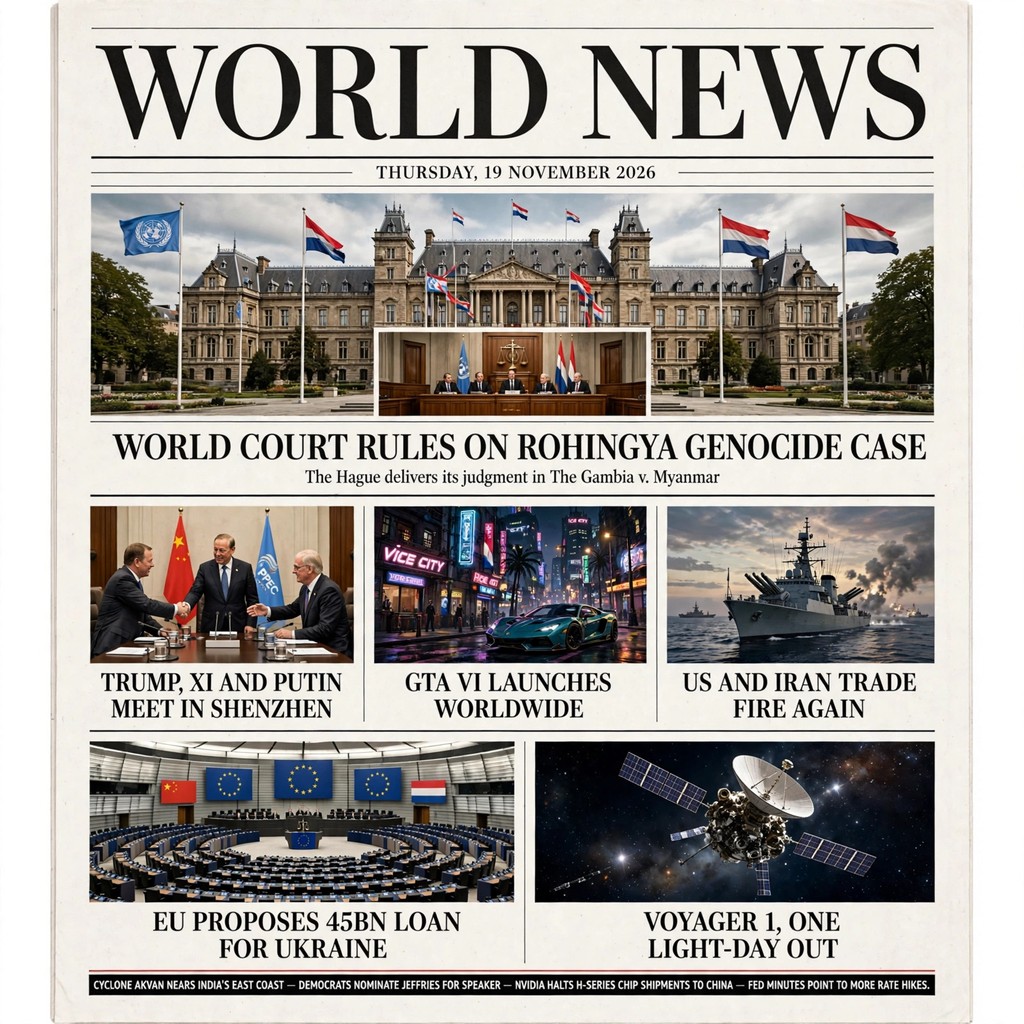 WORLD NEWS
THURSDAY, 19 NOVEMBER 2026
WORLD COURT RULES ON ROHINGYA GENOCIDE CASE
The Hague delivers its judgment in The Gambia v. Myanmar
PPEC
VICE CITY
TRUMP, XI AND PUTIN
MEET IN SHENZHEN
GTA VI LAUNCHES
WORLDWIDE
US AND IRAN TRADE
FIRE AGAIN
EU PROPOSES 45BN LOAN
FOR UKRAINE
VOYAGER 1, ONE
LIGHT-DAY OUT
CYCLONE AKVAN NEARS INDIA'S EAST COAST — DEMOCRATS NOMINATE JEFFRIES FOR SPEAKER — NVIDIA HALTS H-SERIES CHIP SHIPMENTS TO CHINA — FED MINUTES POINT TO MORE RATE HIKES.